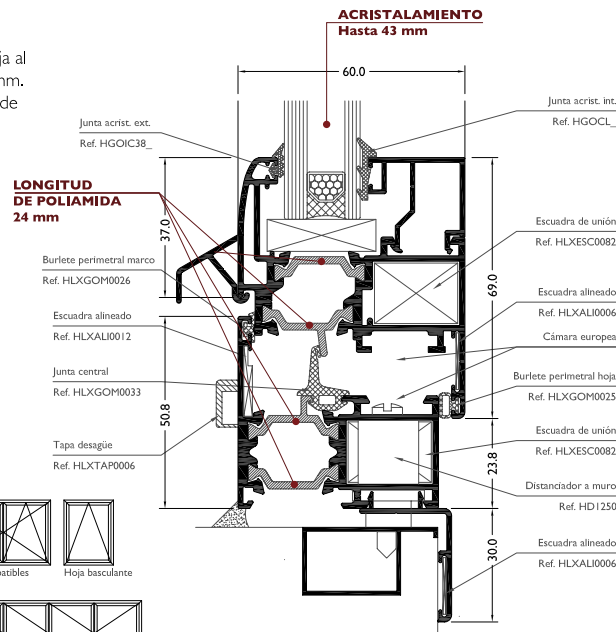 ja al
nm.
de
ACRISTALAMIENTO
Hasta 43 mm
60.0
Junta acrist. ext.
Ref. HGOIC38_
Junta acrist. int.
Ref. HGOCL_
LONGITUD
DE POLIAMIDA
24 mm
37.0
Burlete perimetral marco
Ref. HLXGOM0026
Escuadra alineado
Ref. HLXALI0012
Junta central
Ref. HLXGOM0033
50.8
Tapa desagüe
Ref. HLXTAP0006
Escuadra de unión
Ref. HLXESC0082
69.0
Escuadra alineado
Ref. HLXALI0006
Cámara europea
Burlete perimetral hoja
Ref. HLXGOM0025
Escuadra de unión
Ref. HLXESC0082
23.8
Distanciador a muro
Ref. HD1250
30.0
Escuadra alineado
Ref. HLXALI0006
patibles
Hoja basculante